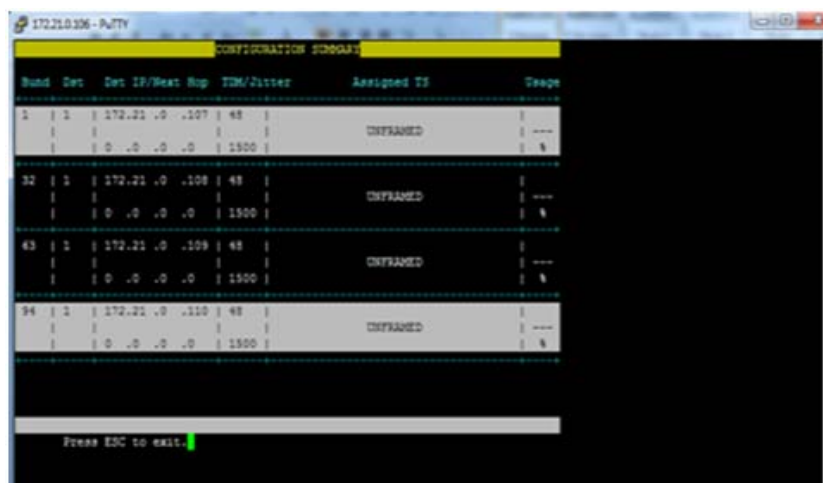 172.21.0.106 - PuTTY
CONFIGURATION SUMMARY
Bund Dst Dst IP/Next Hop TDM/Jitter Assigned TS Usage
1 | 1 | 172.21 .0 .107 | 48 | |
| | | | UNFRAMED | ---
| | 0 .0 .0 .0 | 1500 | | %
32 | 1 | 172.21 .0 .108 | 48 | |
| | | | UNFRAMED | ---
| | 0 .0 .0 .0 | 1500 | | %
63 | 1 | 172.21 .0 .109 | 48 | |
| | | | UNFRAMED | ---
| | 0 .0 .0 .0 | 1500 | | %
94 | 1 | 172.21 .0 .110 | 48 | |
| | | | UNFRAMED | ---
| | 0 .0 .0 .0 | 1500 | | %
Press ESC to exit.